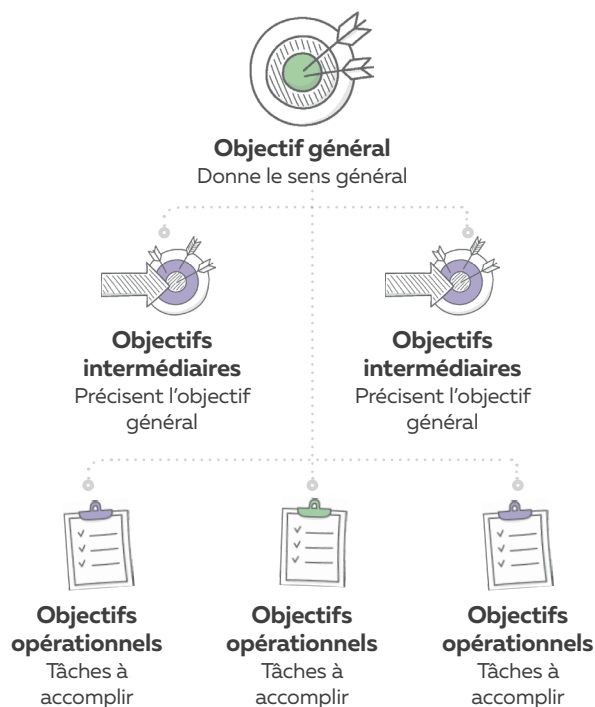 Objectif général
Donne le sens général
Objectifs
intermédiaires
Précisent l'objectif
général
Objectifs
intermédiaires
Précisent l'objectif
général
Objectifs
opérationnels
Tâches à
accomplir
Objectifs
opérationnels
Tâches à
accomplir
Objectifs
opérationnels
Tâches à
accomplir